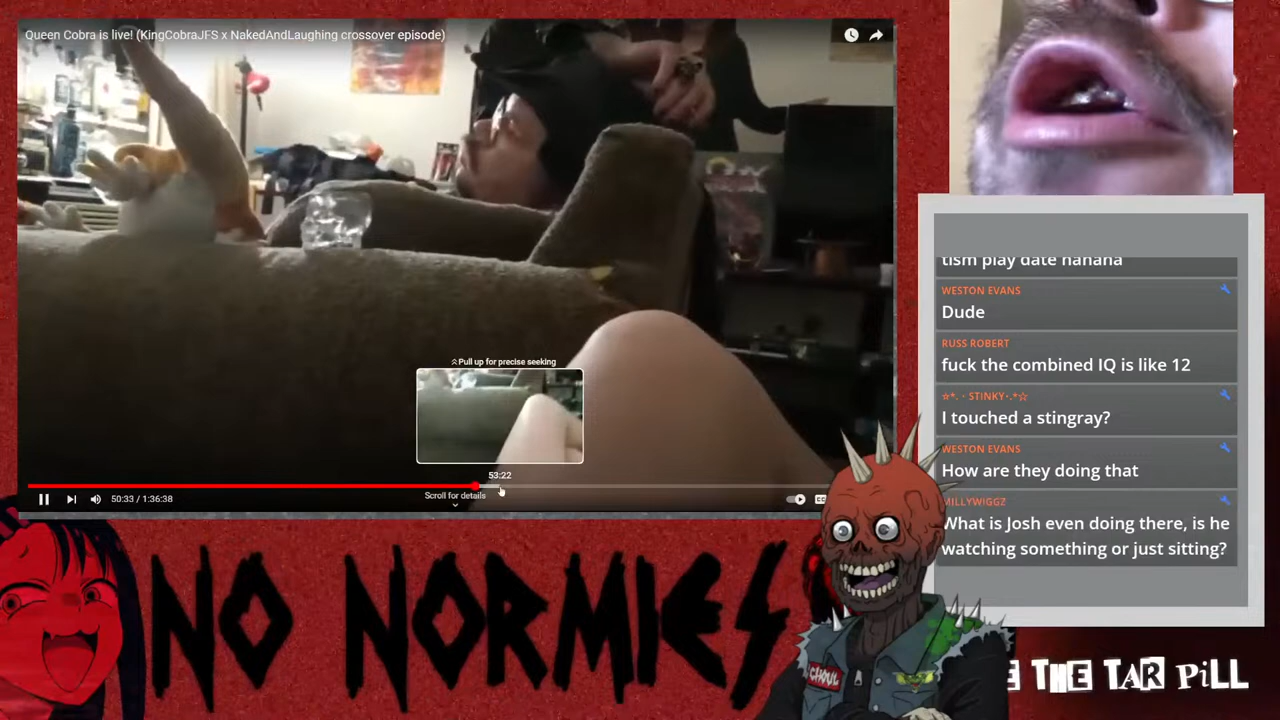 Queen Cobra is live! (KingCobraJFS x NakedAndLaughing crossover episode)
tism play date hahaha
WESTON EVANS
Dude
RUSS ROBERT
fuck the combined IQ is like 12
☆*. · STINKY·.*☆
I touched a stingray?
WESTON EVANS
How are they doing that
MILLYWIGGZ
What is Josh even doing there, is he
watching something or just sitting?
Pull up for precise seeking
53:22
50:33 / 1:36:38
Scroll for details
NO NORMIES
GHOUL
THE TAR PiLL